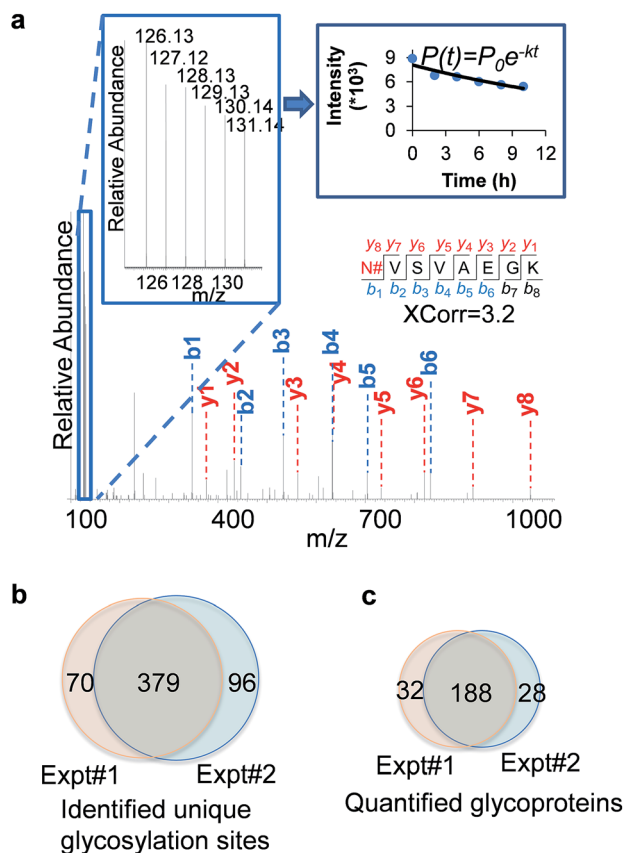 a
Relative Abundance
126.13
127.12
128.13
129.13
130.14
131.14
126 128 130
m/z
P(t)=P₀e⁻ᵏᵗ
Intensity
(*10³)
9
6
3
0
0 3 6 9 12
Time (h)
y₈ y₇ y₆ y₅ y₄ y₃ y₂ y₁
N# V S V A E G K
b₁ b₂ b₃ b₄ b₅ b₆ b₇ b₈
XCorr=3.2
Relative Abundance
b1
y1
y2
b2
b3
y3
b4
y4
b5
y5
y6
b6
y7
y8
100 400 700 1000
m/z
b
70 379 96
Expt#1 Expt#2
Identified unique
glycosylation sites
c
32 188 28
Expt#1 Expt#2
Quantified glycoproteins